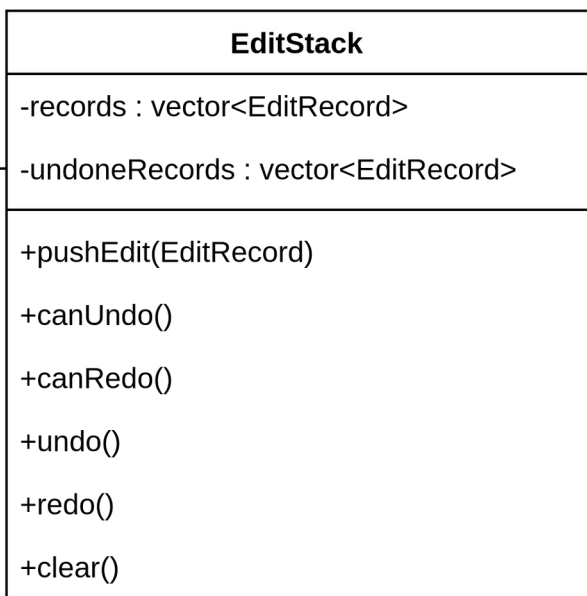 EditStack
-records : vector<EditRecord>
-undoneRecords : vector<EditRecord>
+pushEdit(EditRecord)
+canUndo()
+canRedo()
+undo()
+redo()
+clear()